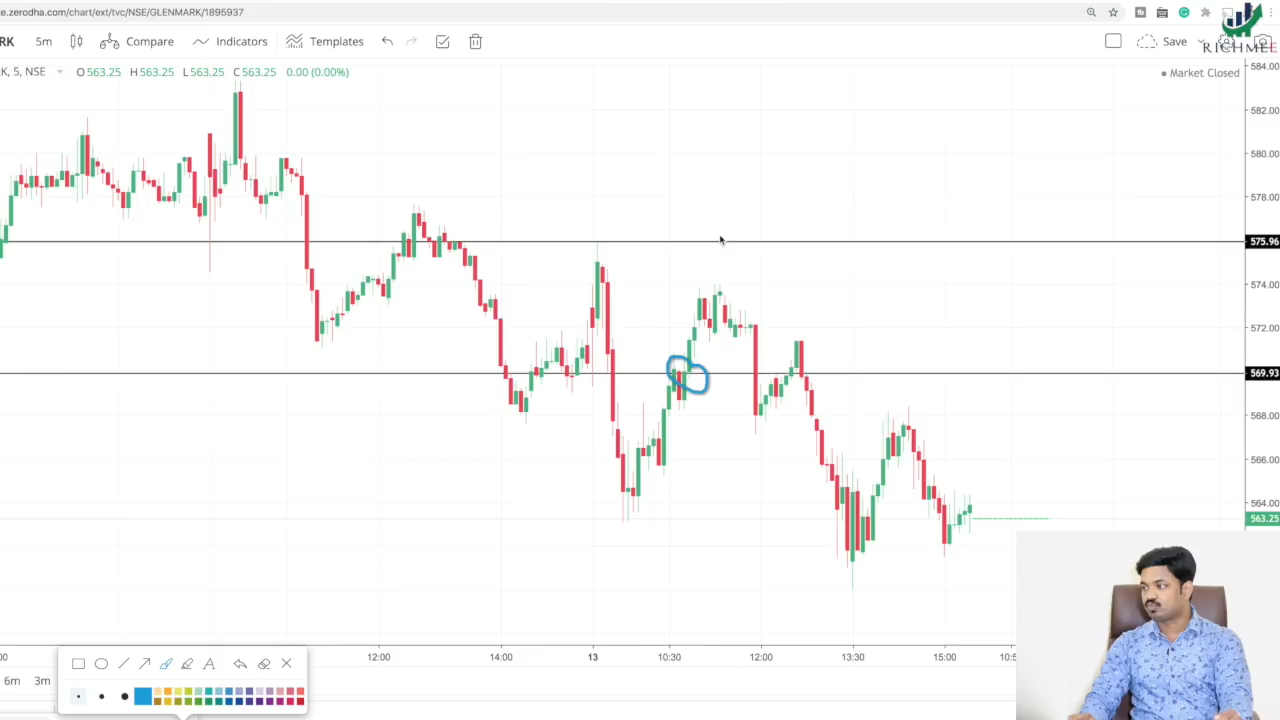 e.zerodha.com/chart/ext/tvc/NSE/GLENMARK/1895937
RK 5m Compare Indicators Templates Save
RICHMEE
K, 5, NSE O 563.25 H 563.25 L 563.25 C 563.25 0.00 (0.00%)
Market Closed
584.00
582.00
580.00
578.00
575.96
574.00
572.00
569.93
568.00
566.00
564.00
563.25
:00 12:00 14:00 13 10:30 12:00 13:30 15:00 10:5
A
6m 3m